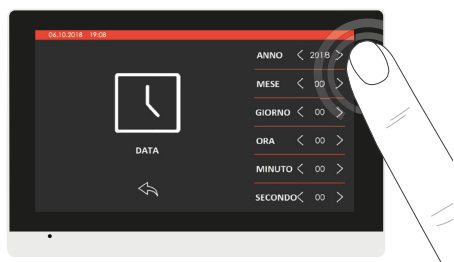 06.10.2018 19:08
ANNO < 2018 >
MESE < 00 >
GIORNO < 00 >
ORA < 00 >
DATA
MINUTO < 00 >
SECONDO < 00 >